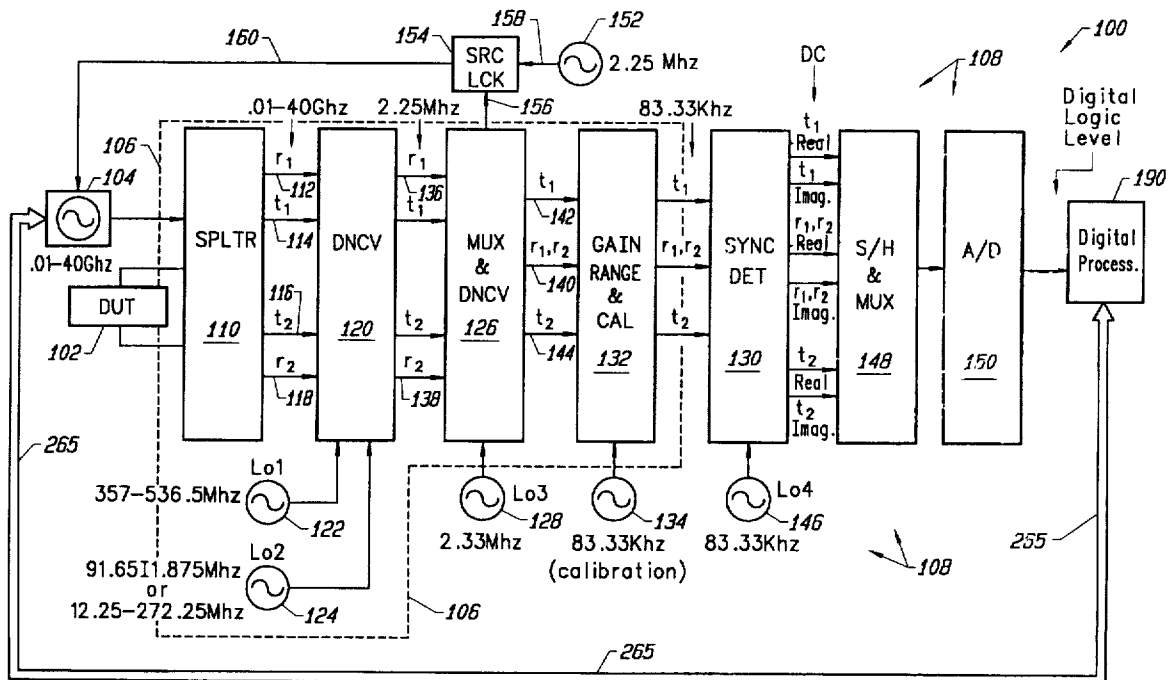 158
152
160
154
SRC
LCK
2.25 Mhz
156
100
DC
108
Digital
Logic
Level
190
.01-40Ghz
2.25Mhz
83.33Khz
106
104
.01-40Ghz
DUT
102
SPLTR
110
r1
112
t1
114
116
t2
r2
118
DNCV
120
r1
136
t1
t2
r2
138
MUX
&
DNCV
126
t1
142
r1,r2
140
t2
144
GAIN
RANGE
&
CAL
132
t1
r1,r2
t2
SYNC
DET
130
t1
Real
t1
Imag.
r1,r2
Real
r1,r2
Imag.
t2
Real
t2
Imag.
S/H
&
MUX
148
A/D
150
Digital
Process.
265
Lo1
357-536.5Mhz
122
Lo2
91.65I1.875Mhz
or
12.25-272.25Mhz
124
Lo3
128
2.33Mhz
134
83.33Khz
(calibration)
Lo4
146
83.33Khz
108
106
265
265